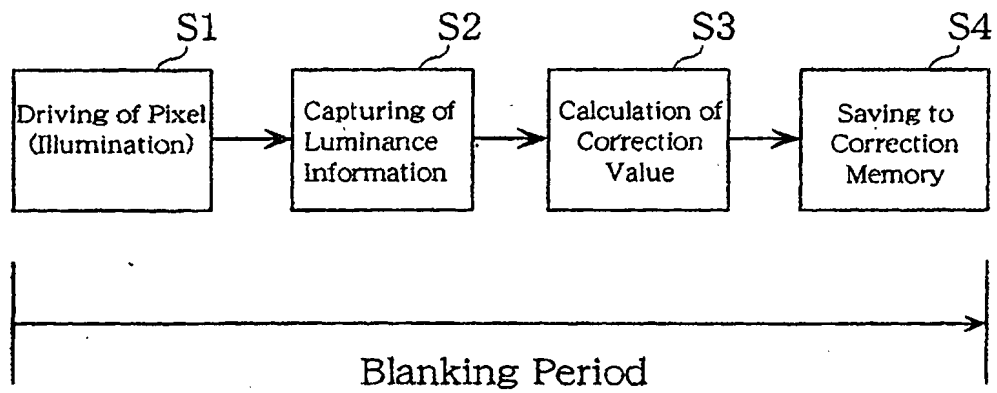 S1
S2
S3
S4
Driving of Pixel
(Illumination)
Capturing of
Luminance
Information
Calculation of
Correction
Value
Saving to
Correction
Memory
Blanking Period